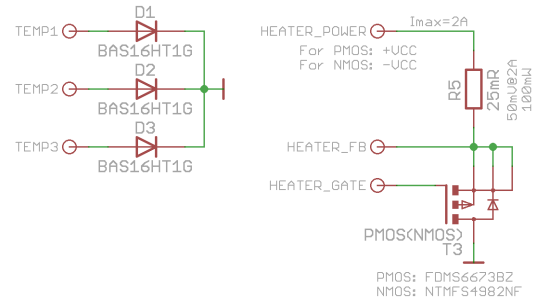 D1
TEMP1
BAS16HT1G
D2
TEMP2
BAS16HT1G
D3
TEMP3
BAS16HT1G
HEATER_POWER
Imax=2A
For PMOS: +VCC
For NMOS: -VCC
R5
25mR
50mV@2A
100mW
HEATER_FB
HEATER_GATE
PMOS(NMOS)
T3
PMOS: FDMS6673BZ
NMOS: NTMFS4982NF